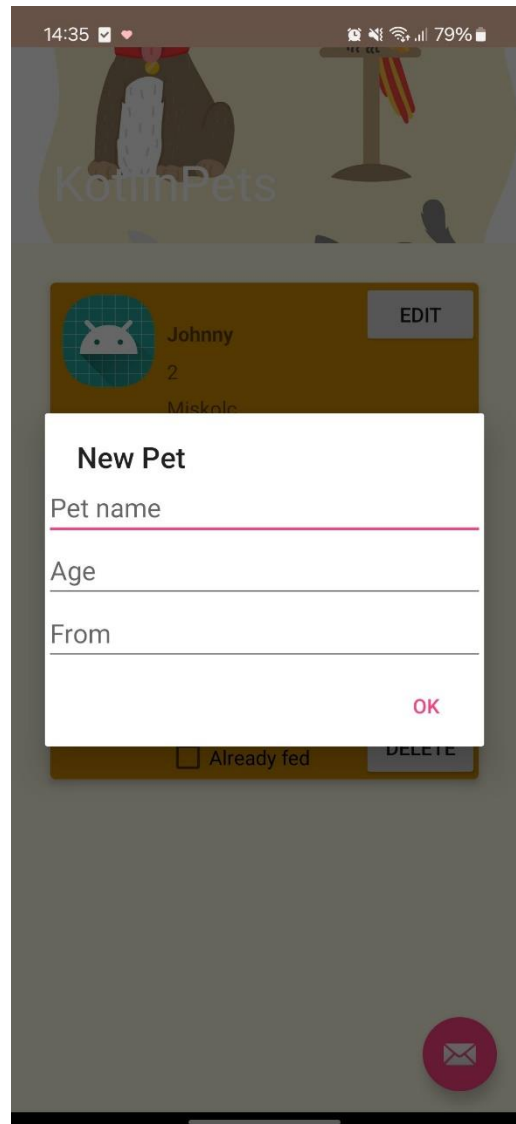 14:35 79%
KotlinPets
EDIT
Johnny
2
Miskolc
New Pet
Pet name
Age
From
OK
Already fed DELETE